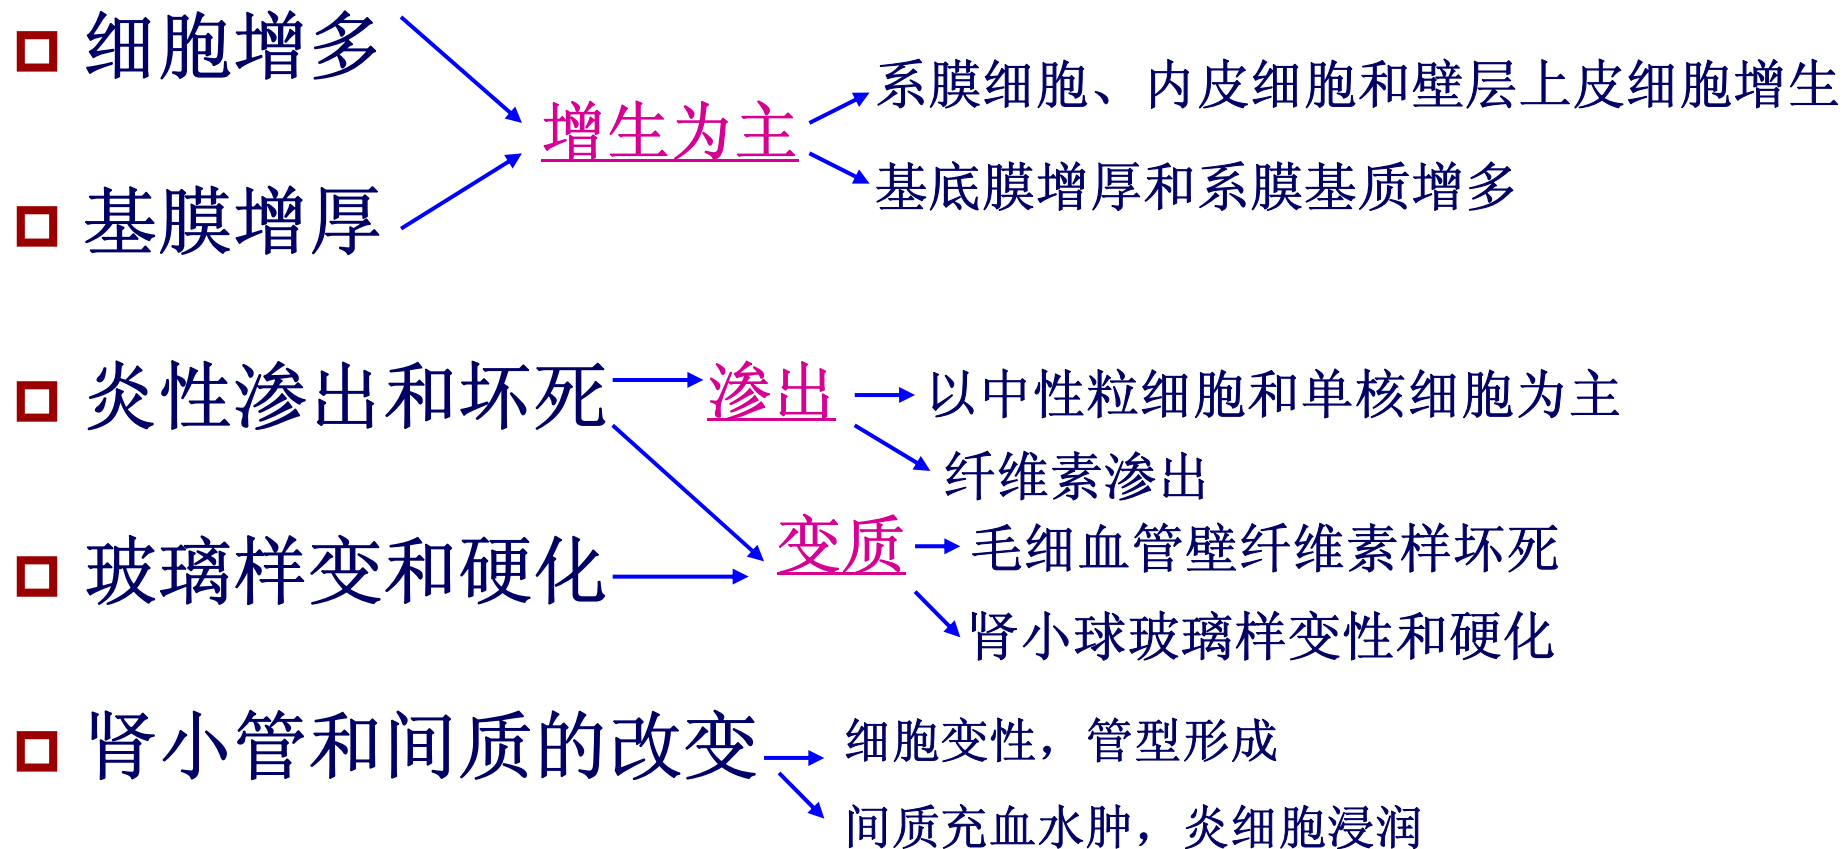 细胞增多
增生为主
系膜细胞、内皮细胞和壁层上皮细胞增生
基底膜增厚和系膜基质增多
基膜增厚
炎性渗出和坏死
渗出
以中性粒细胞和单核细胞为主
纤维素渗出
变质
毛细血管壁纤维素样坏死
玻璃样变和硬化
肾小球玻璃样变性和硬化
肾小管和间质的改变
细胞变性，管型形成
间质充血水肿，炎细胞浸润